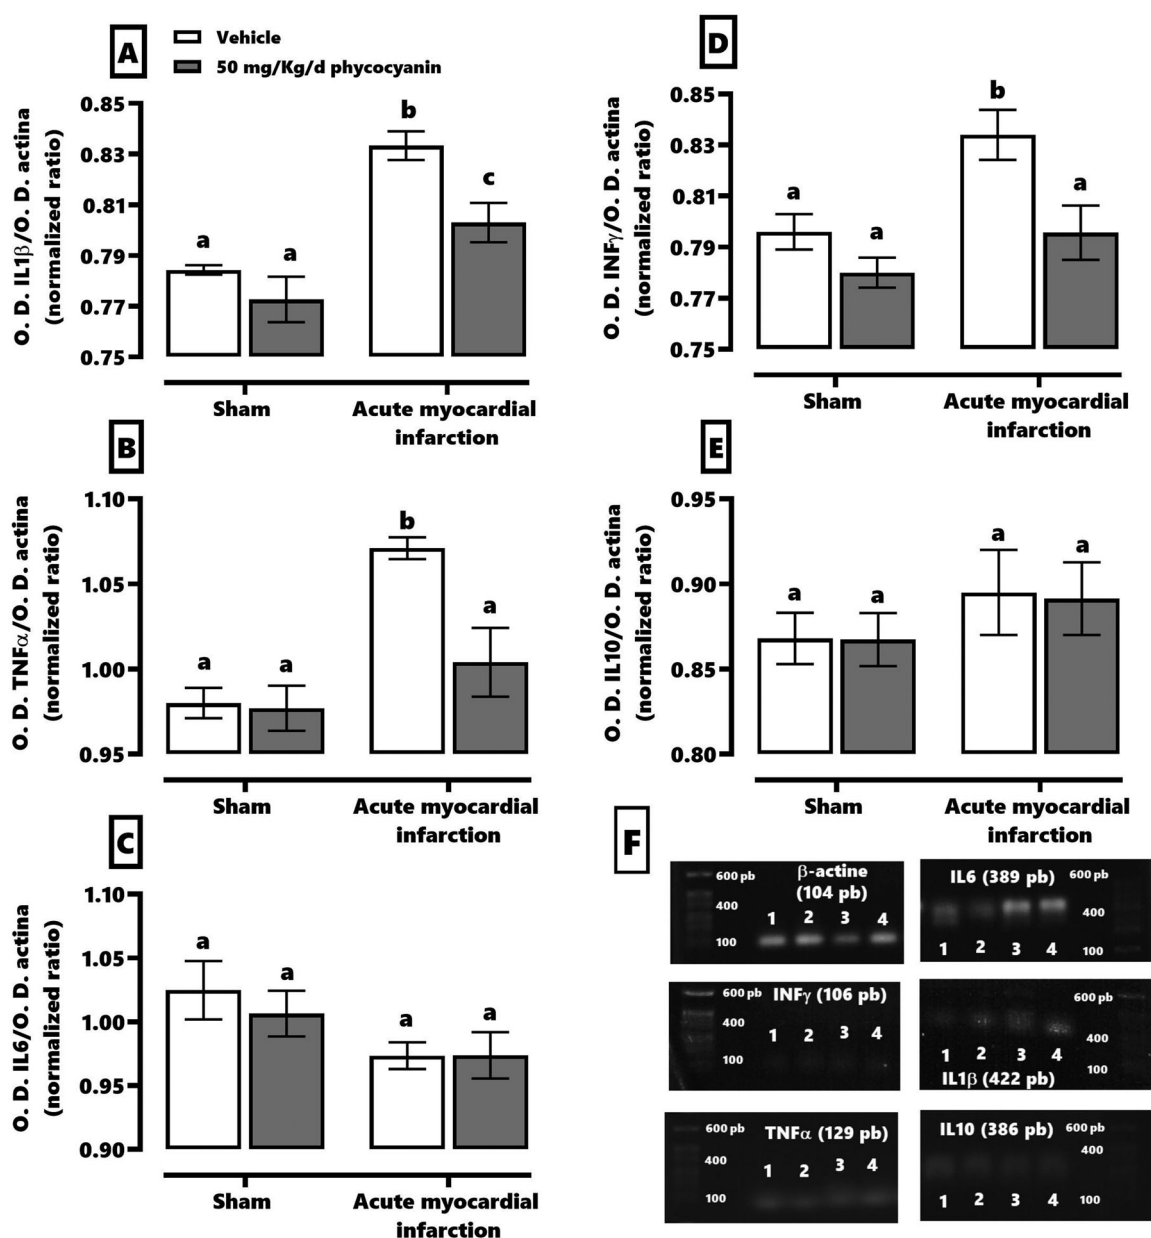 A
Vehicle
50 mg/Kg/d phycocyanin
O. D. IL1β/O. D. actina
(normalized ratio)
0.85
0.83
0.81
0.79
0.77
0.75
a
a
b
c
Sham
Acute myocardial
infarction
D
O. D. INFγ/O. D. actina
(normalized ratio)
0.85
0.83
0.81
0.79
0.77
0.75
a
a
b
a
Sham
Acute myocardial
infarction
B
O. D. TNFα/O. D. actina
(normalized ratio)
1.10
1.05
1.00
0.95
a
a
b
a
Sham
Acute myocardial
infarction
E
O. D. IL10/O. D. actina
(normalized ratio)
0.95
0.90
0.85
0.80
a
a
a
a
Sham
Acute myocardial
infarction
C
O. D. IL6/O. D. actina
(normalized ratio)
1.10
1.05
1.00
0.95
0.90
a
a
a
a
Sham
Acute myocardial
infarction
F
600 pb
400
100
β-actine
(104 pb)
1 2 3 4
IL6 (389 pb)
600 pb
400
100
1 2 3 4
600 pb
400
100
INFγ (106 pb)
1 2 3 4
600 pb
400
100
1 2 3 4
IL1β (422 pb)
600 pb
400
100
TNFα (129 pb)
1 2 3 4
IL10 (386 pb)
600 pb
400
100
1 2 3 4